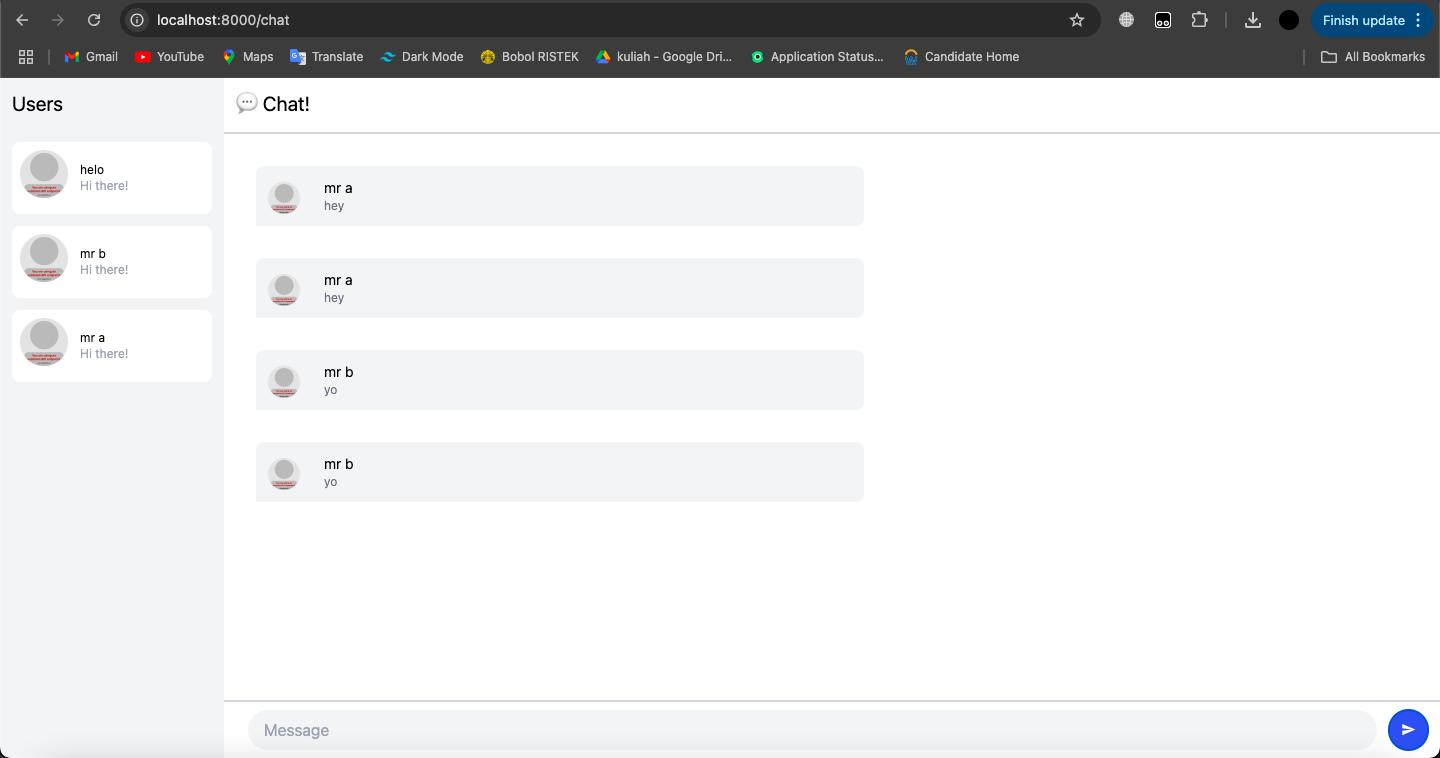 localhost:8000/chat
Finish update
Gmail YouTube Maps Translate Dark Mode Bobol RISTEK kuliah - Google Dri... Application Status... Candidate Home All Bookmarks
Users
helo
Hi there!
mr b
Hi there!
mr a
Hi there!
💬 Chat!
mr a
hey
mr a
hey
mr b
yo
mr b
yo
Message